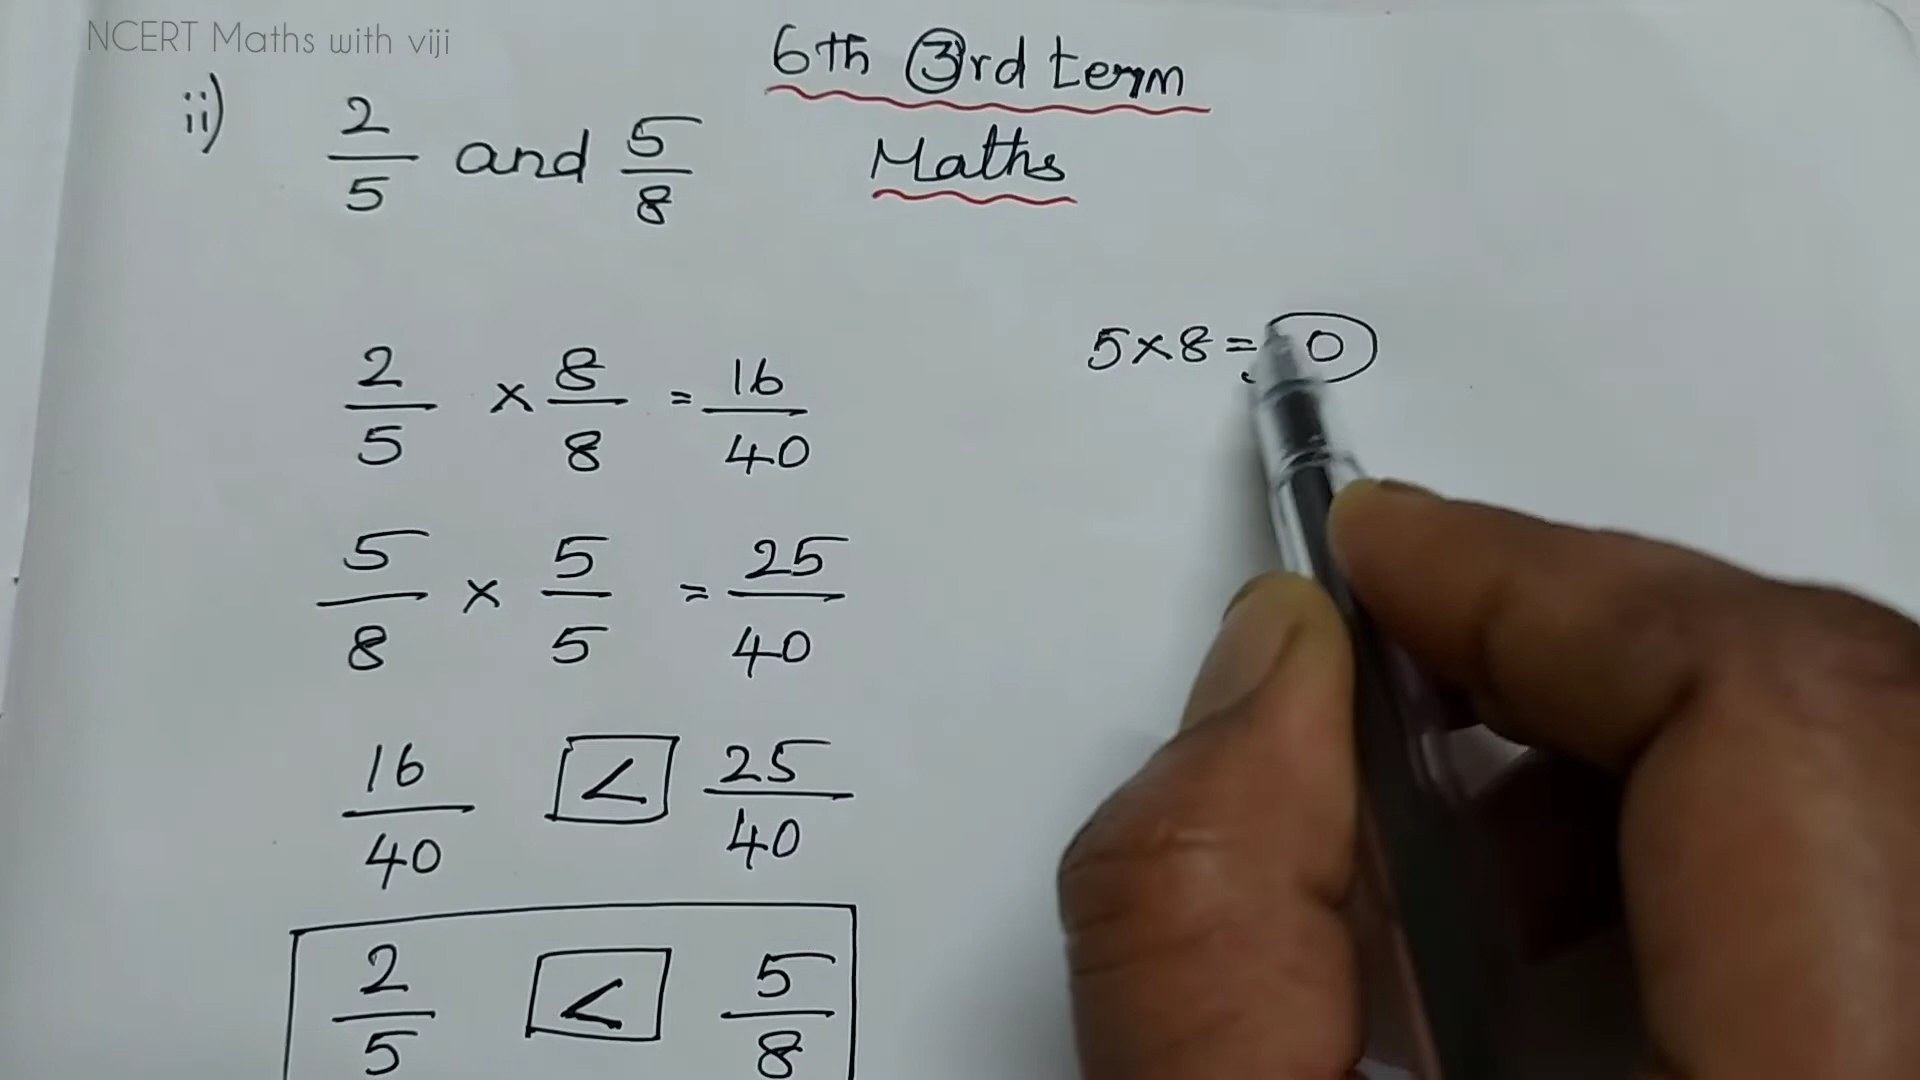 NCERT Maths with viji
6th 3rd term
Maths
ii) 2/5 and 5/8
5×8= 0
2/5 × 8/8 = 16/40
5/8 × 5/5 = 25/40
16/40 < 25/40
2/5 < 5/8